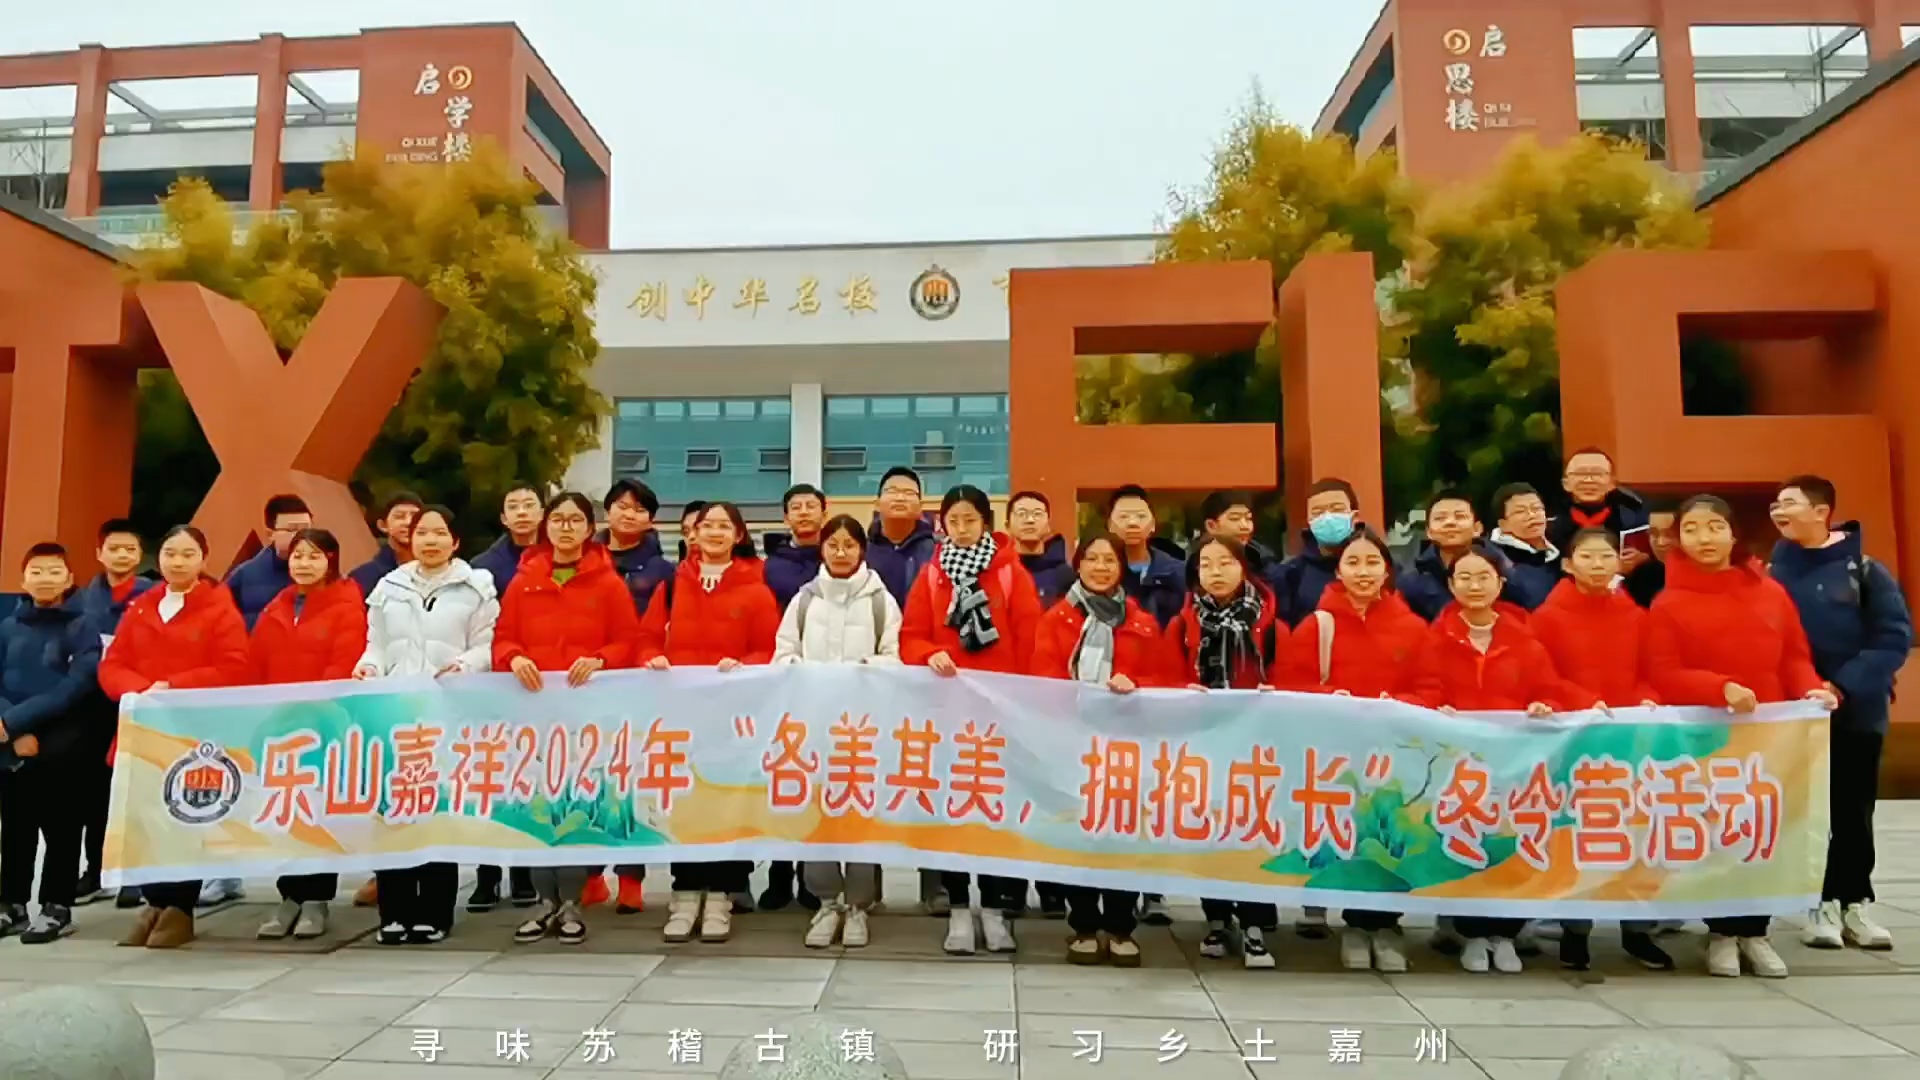 启学楼
QI XUE
BUILDING
启思楼
QI SI
BUILDING
创中华名校
TX
FLS
乐山嘉祥2024年“各美其美，拥抱成长”冬令营活动
寻味苏稽古镇 研习乡土嘉州